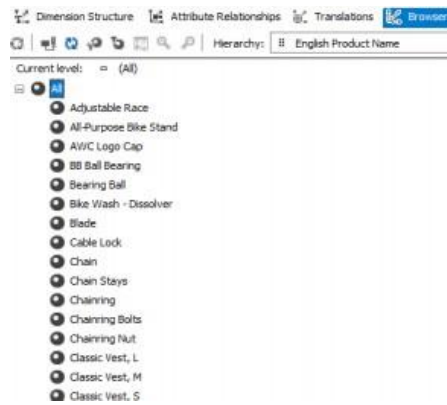 Dimension Structure Attribute Relationships Translations Browser
Hierarchy: English Product Name
Current level: (All)
All
Adjustable Race
All-Purpose Bike Stand
AWC Logo Cap
BB Ball Bearing
Bearing Ball
Bike Wash - Dissolver
Blade
Cable Lock
Chain
Chain Stays
Chainring
Chainring Bolts
Chainring Nut
Classic Vest, L
Classic Vest, M
Classic Vest, S